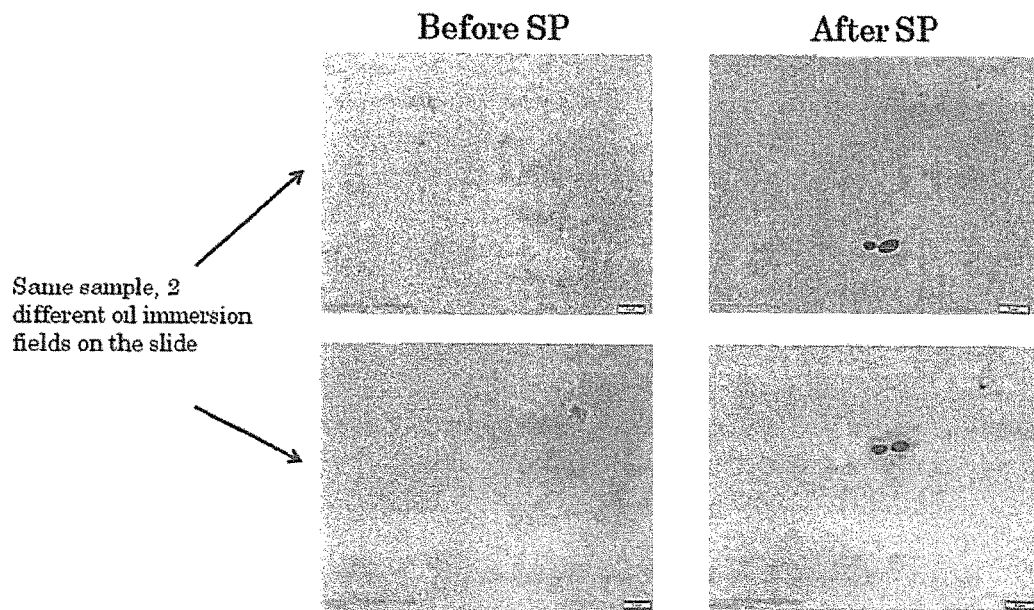 Before SP
After SP
Same sample, 2
different oil immersion
fields on the slide